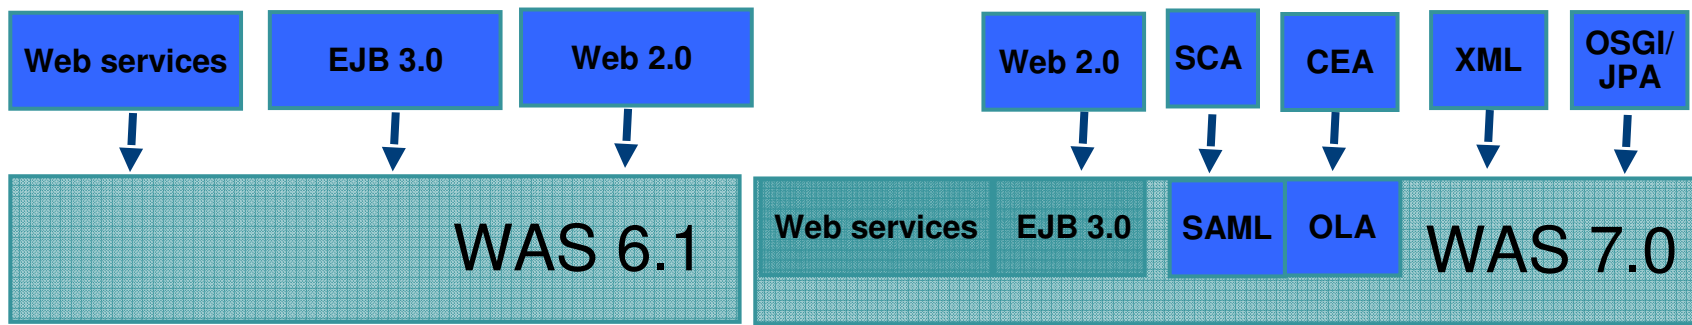 Web services
EJB 3.0
Web 2.0
WAS 6.1
Web 2.0
SCA
CEA
XML
OSGI/
JPA
Web services
EJB 3.0
SAML
OLA
WAS 7.0